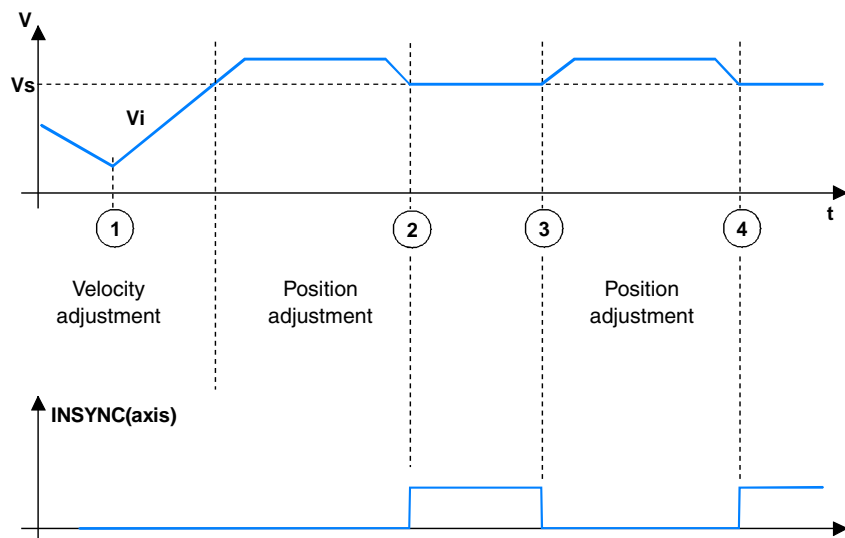 V
Vs
Vi
t
1
2
3
4
Velocity
adjustment
Position
adjustment
Position
adjustment
INSYNC(axis)